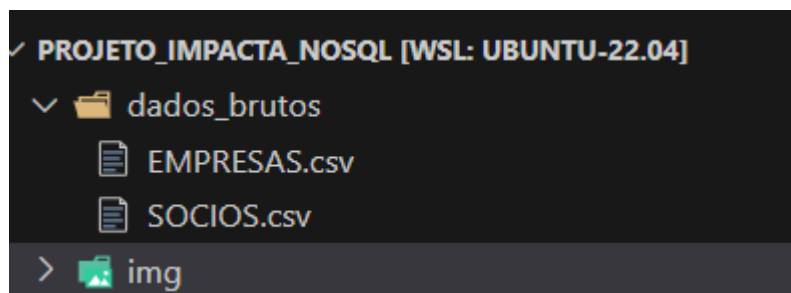 PROJETO_IMPACTA_NOSQL [WSL: UBUNTU-22.04]
dados_brutos
EMPRESAS.csv
SOCIOS.csv
img